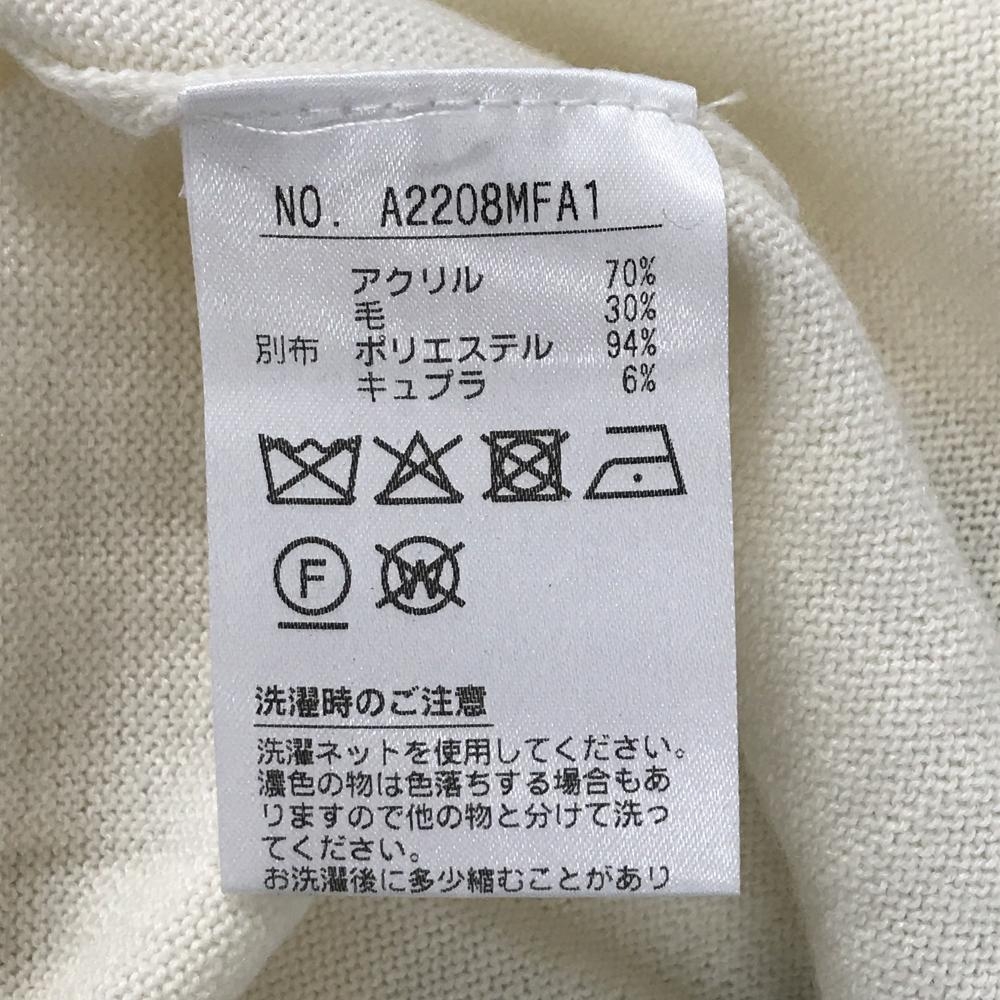 NO. A2208MFA1
アクリル 70%
毛 30%
別布 ポリエステル 94%
キュプラ 6%
F W
洗濯時のご注意
洗濯ネットを使用してください。
濃色の物は色落ちする場合もあ
りますので他の物と分けて洗っ
てください。
お洗濯後に多少縮むことがあり